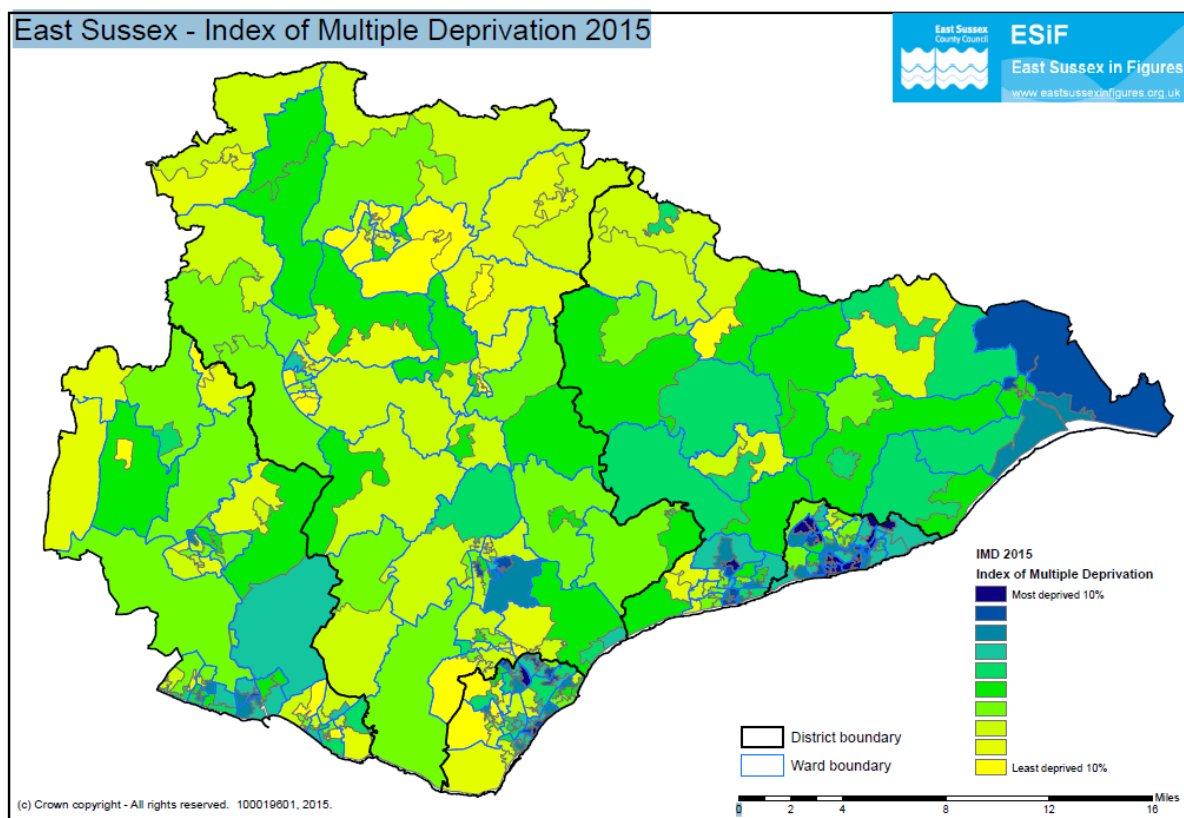 East Sussex - Index of Multiple Deprivation 2015
East Sussex
County Council
ESiF
East Sussex in Figures
www.eastsussexinfigures.org.uk
IMD 2015
Index of Multiple Deprivation
Most deprived 10%
Least deprived 10%
District boundary
Ward boundary
(c) Crown copyright - All rights reserved. 100019601, 2015.
Miles
0 2 4 8 12 16